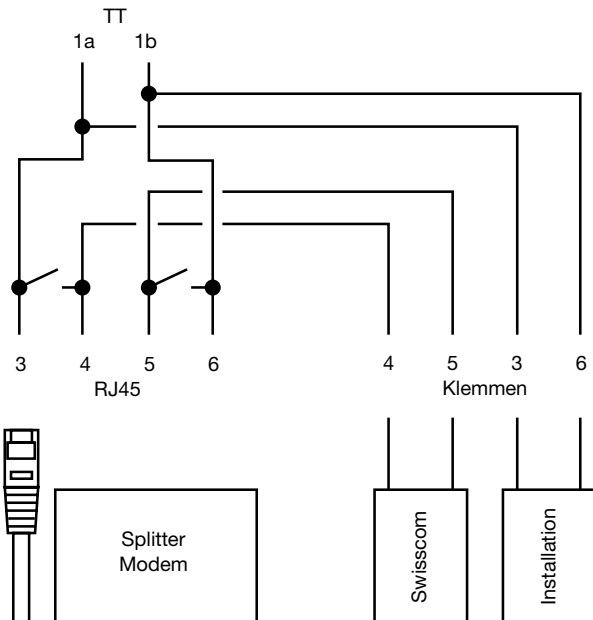 TT
1a 1b
3 4 5 6 4 5 3 6
RJ45 Klemmen
Splitter
Modem
Swisscom
Installation